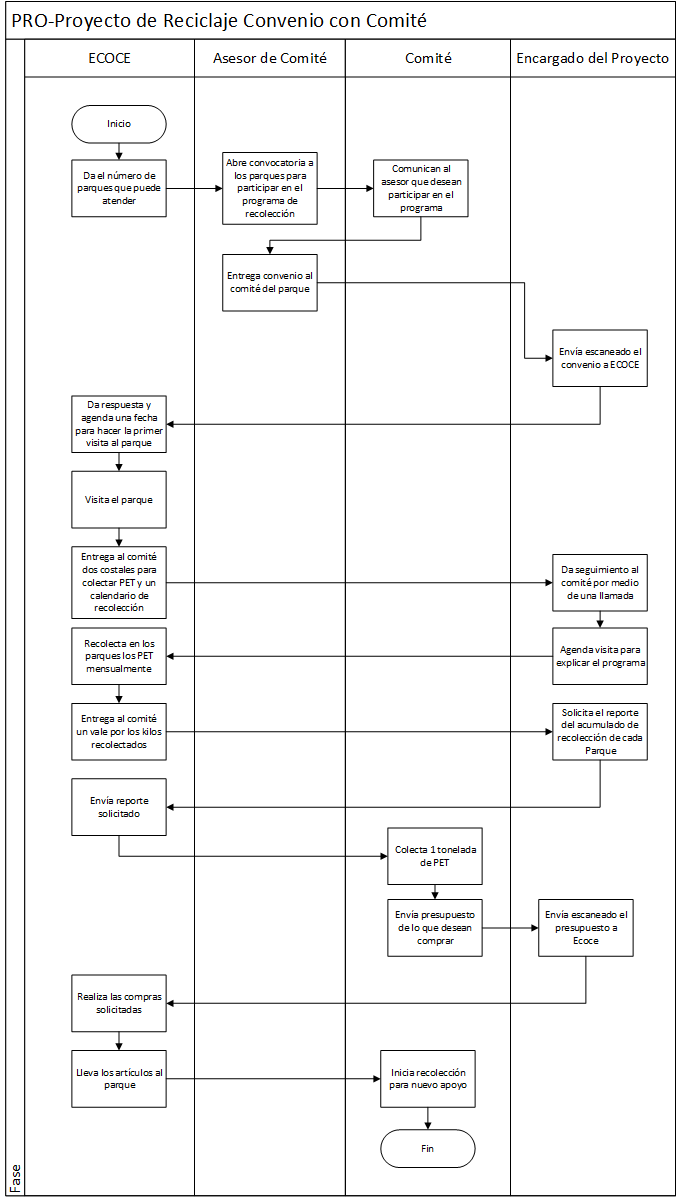 PRO-Proyecto de Reciclaje Convenio con Comité
ECOCE
Asesor de Comité
Comité
Encargado del Proyecto
Inicio
Da el número de
parques que puede
atender
Abre convocatoria a
los parques para
participar en el
programa de
recolección
Comunican al
asesor que desean
participar en el
programa
Entrega convenio al
comité del parque
Envía escaneado el
convenio a ECOCE
Da respuesta y
agenda una fecha
para hacer la primer
visita al parque
Visita el parque
Entrega al comité
dos costales para
colectar PET y un
calendario de
recolección
Da seguimiento al
comité por medio
de una llamada
Recolecta en los
parques los PET
mensualmente
Agenda visita para
explicar el programa
Entrega al comité
un vale por los kilos
recolectados
Solicita el reporte
del acumulado de
recolección de cada
Parque
Envía reporte
solicitado
Colecta 1 tonelada
de PET
Envía presupuesto
de lo que desean
comprar
Envía escaneado el
presupuesto a
Ecoce
Realiza las compras
solicitadas
Lleva los artículos al
parque
Inicia recolección
para nuevo apoyo
Fin
Fase